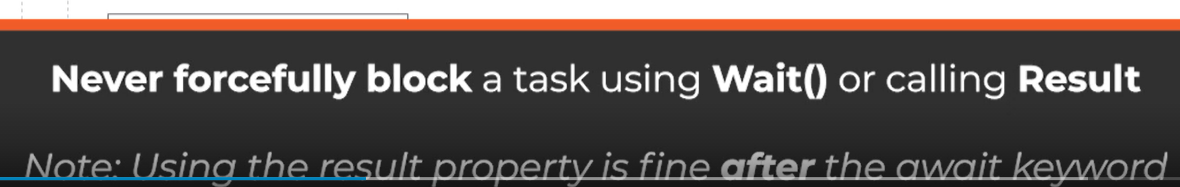 Never forcefully block a task using Wait() or calling Result
Note: Using the result property is fine after the await keyword